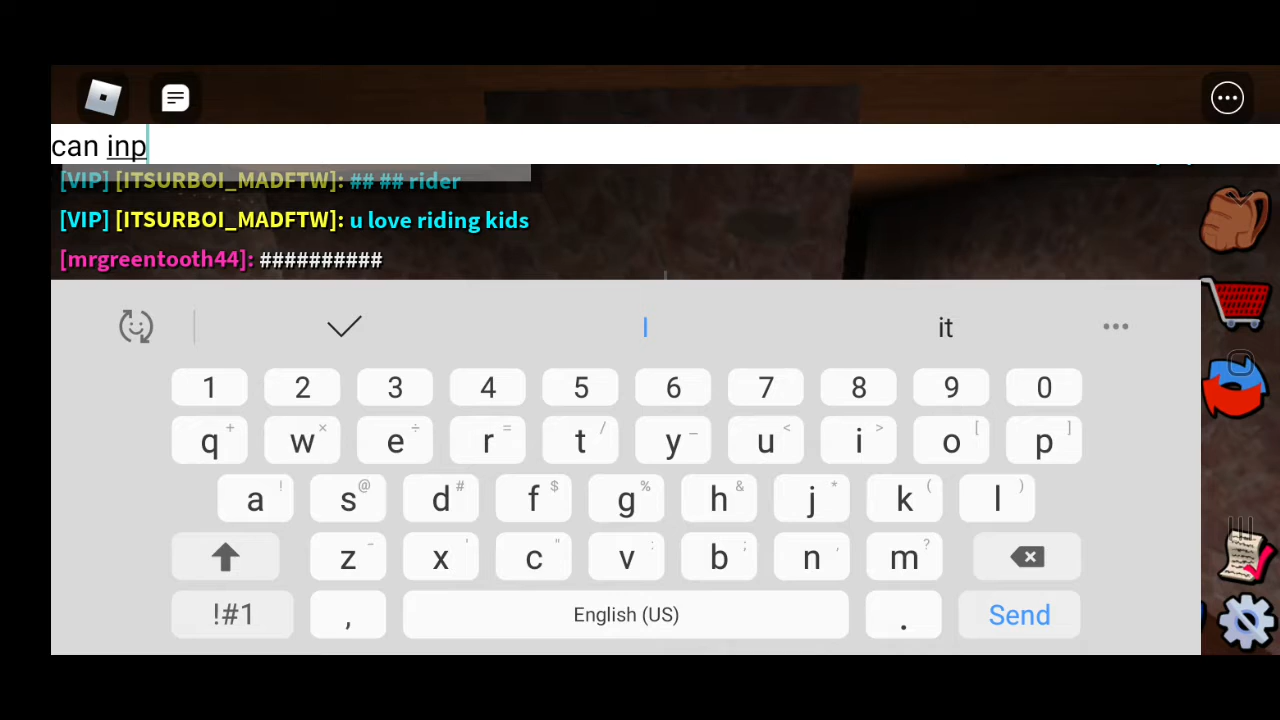 can inp
[VIP] [ITSURBOI_MADFTW]: ## ## rider
[VIP] [ITSURBOI_MADFTW]: u love riding kids
[mrgreentooth44]: ##########
I it
1 2 3 4 5 6 7 8 9 0
q + w × e ÷ r = t / y _ u < i > o [ p ]
a ! s @ d # f $ g % h & j * k ( l )
z - x ' c " v : b ; n , m ?
!#1 , English (US) . Send